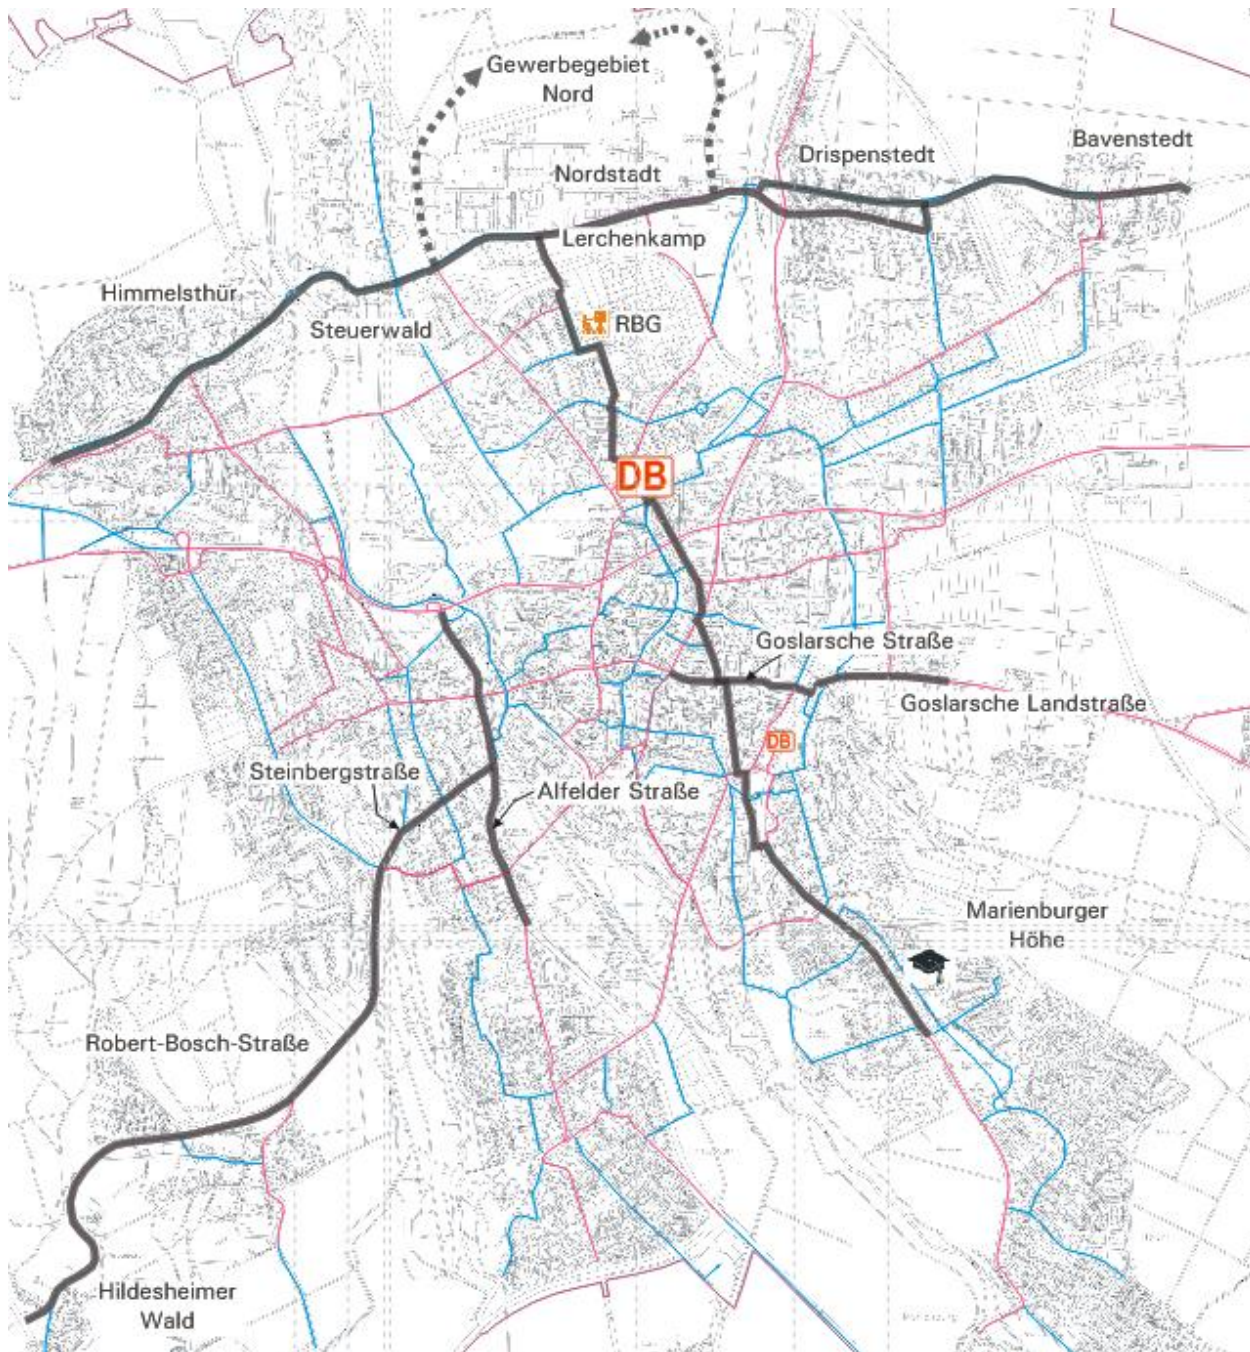 Gewerbegebiet
Nord
Bavenstedt
Drispenstedt
Nordstadt
Lerchenkamp
Himmelsthür
Steuerwald
RBG
DB
Goslarsche Straße
Goslarsche Landstraße
DB
Steinbergstraße
Alfelder Straße
Marienburger
Höhe
Robert-Bosch-Straße
Hildesheimer
Wald